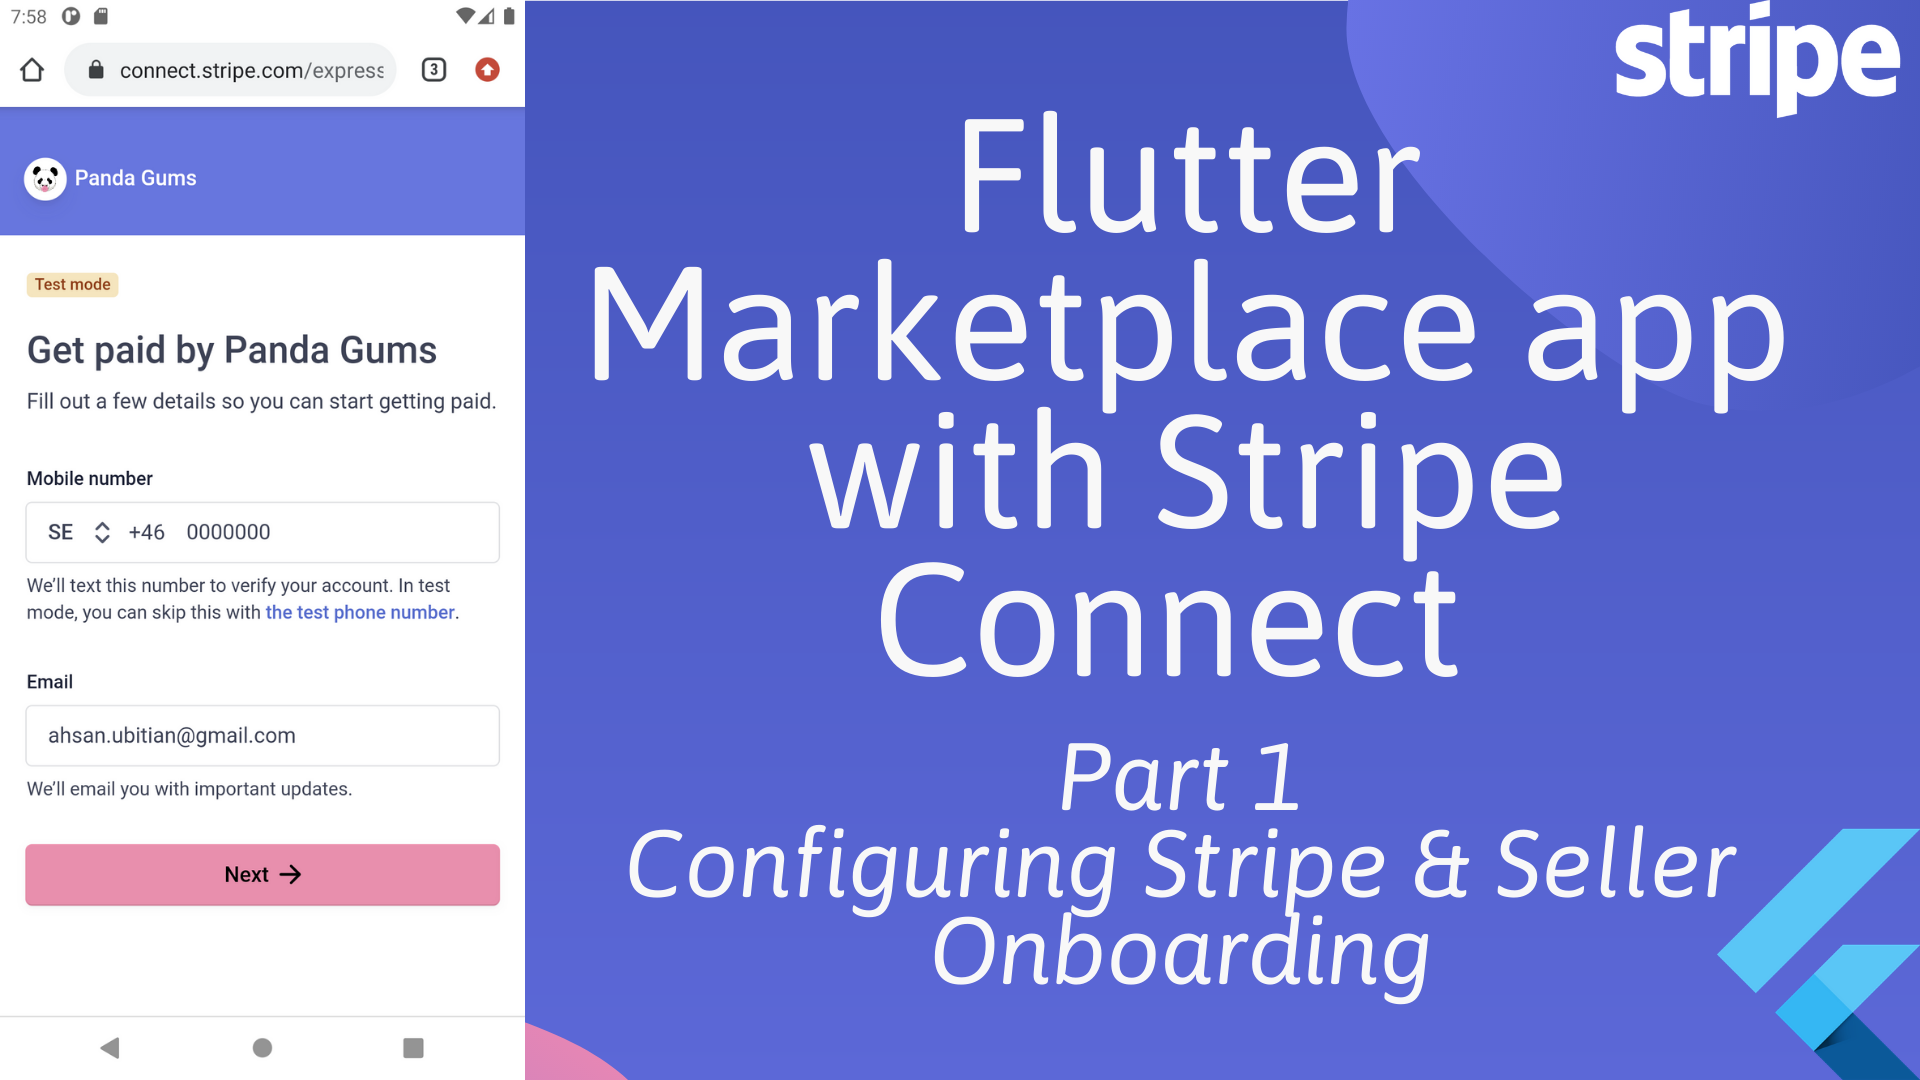 7:58
connect.stripe.com/express
3
Panda Gums
Test mode
Get paid by Panda Gums
Fill out a few details so you can start getting paid.
Mobile number
SE +46 0000000
We'll text this number to verify your account. In test
mode, you can skip this with the test phone number.
Email
ahsan.ubitian@gmail.com
We'll email you with important updates.
Next →
stripe
Flutter
Marketplace app
with Stripe
Connect
Part 1
Configuring Stripe & Seller
Onboarding